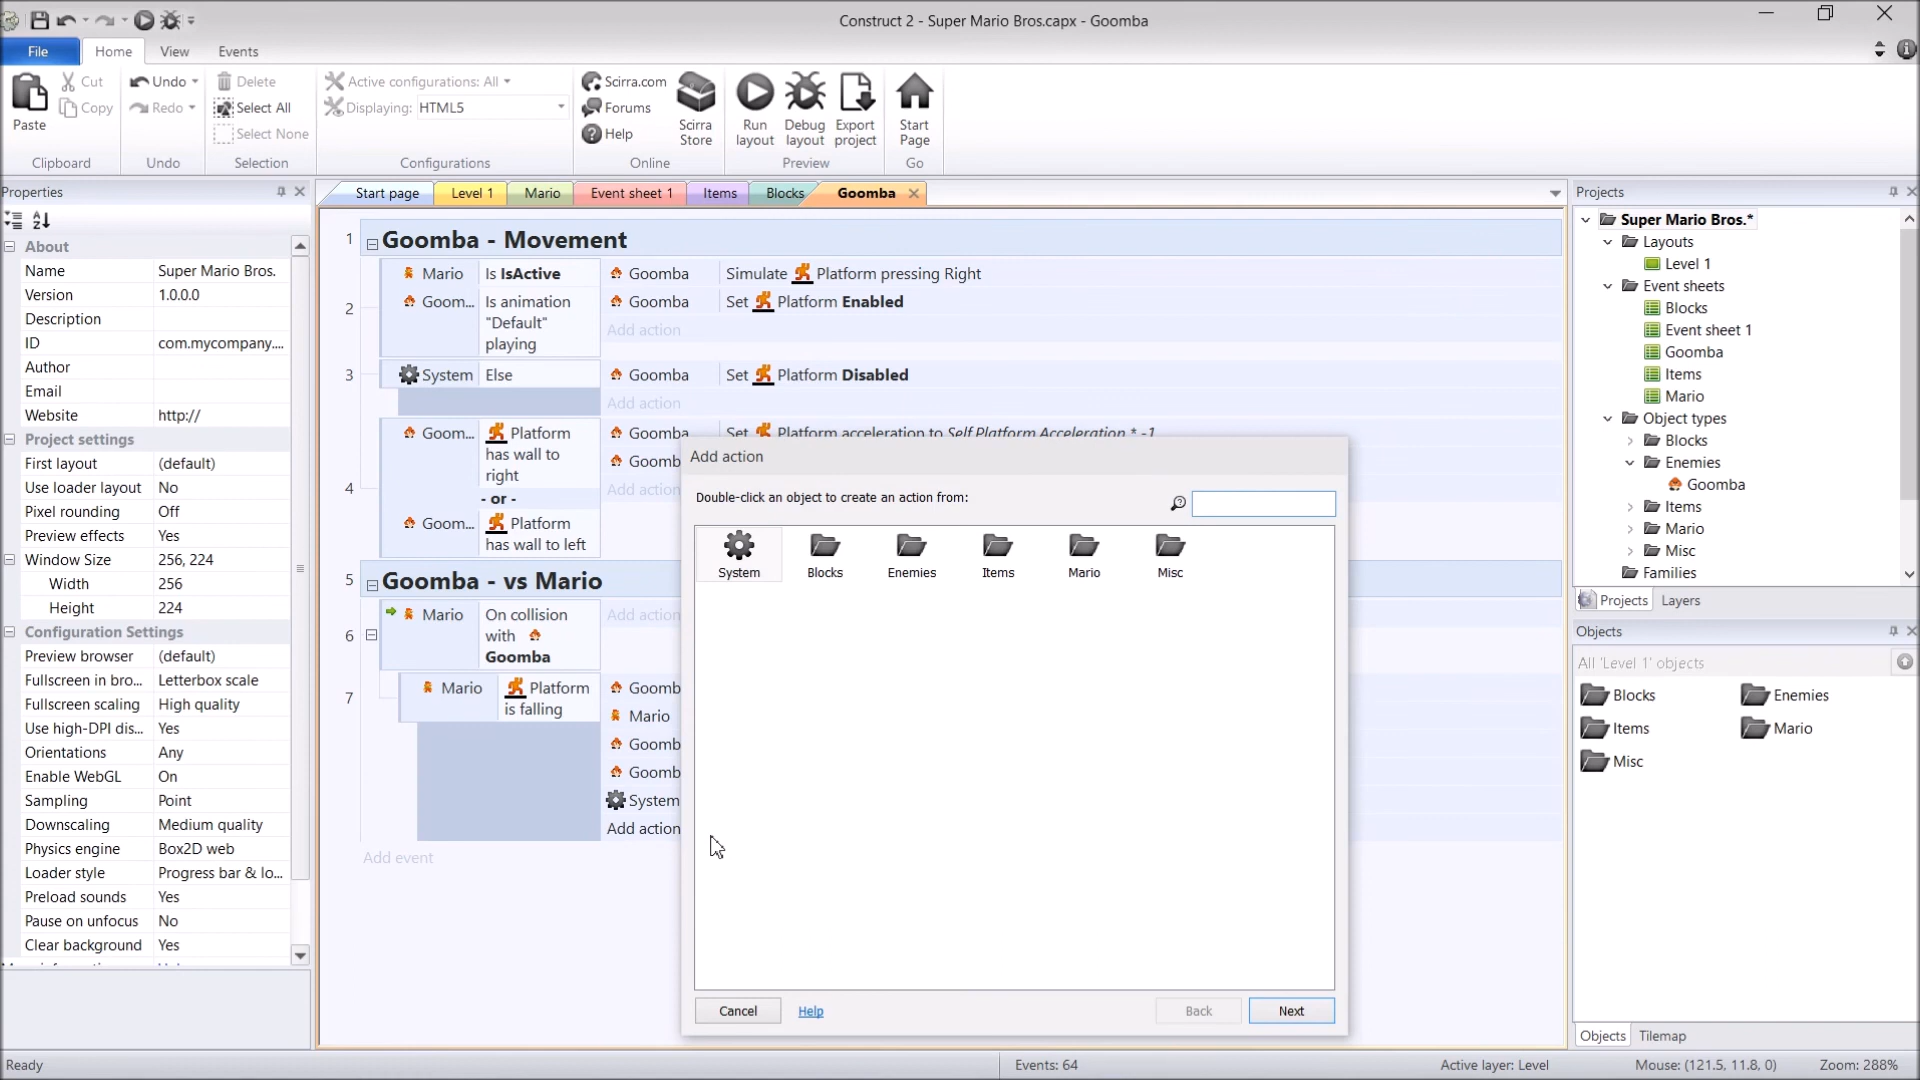 Construct 2 - Super Mario Bros.capx - Goomba
File
Home
View
Events
Paste
Cut
Copy
Clipboard
Undo
Redo
Undo
Delete
Select All
Select None
Selection
Active configurations: All
Displaying: HTML5
Configurations
Scirra.com
Forums
Help
Scirra Store
Online
Run layout
Debug layout
Export project
Preview
Start Page
Go
Properties
About
Name Super Mario Bros.
Version 1.0.0.0
Description
ID com.mycompany....
Author
Email
Website http://
Project settings
First layout (default)
Use loader layout No
Pixel rounding Off
Preview effects Yes
Window Size 256, 224
Width 256
Height 224
Configuration Settings
Preview browser (default)
Fullscreen in bro... Letterbox scale
Fullscreen scaling High quality
Use high-DPI dis... Yes
Orientations Any
Enable WebGL On
Sampling Point
Downscaling Medium quality
Physics engine Box2D web
Loader style Progress bar & lo...
Preload sounds Yes
Pause on unfocus No
Clear background Yes
Start page
Level 1
Mario
Event sheet 1
Items
Blocks
Goomba
1 Goomba - Movement
2
Mario Is IsActive
Goom... Is animation "Default" playing
Goomba Simulate Platform pressing Right
Goomba Set Platform Enabled
Add action
3
System Else
Goomba Set Platform Disabled
Add action
4
Goom... Platform has wall to right
- or -
Goom... Platform has wall to left
Goomba Set Platform acceleration to Self.Platform.Acceleration * -1
Goomb
Add action
5 Goomba - vs Mario
6
Mario On collision with Goomba
Add action
7
Mario Platform is falling
Goomb
Mario
Goomb
Goomb
System
Add action
Add event
Add action
Double-click an object to create an action from:
System
Blocks
Enemies
Items
Mario
Misc
Cancel
Help
Back
Next
Projects
Super Mario Bros.*
Layouts
Level 1
Event sheets
Blocks
Event sheet 1
Goomba
Items
Mario
Object types
Blocks
Enemies
Goomba
Items
Mario
Misc
Families
Projects
Layers
Objects
All 'Level 1' objects
Blocks
Enemies
Items
Mario
Misc
Objects
Tilemap
Ready
Events: 64
Active layer: Level
Mouse: (121.5, 11.8, 0)
Zoom: 288%